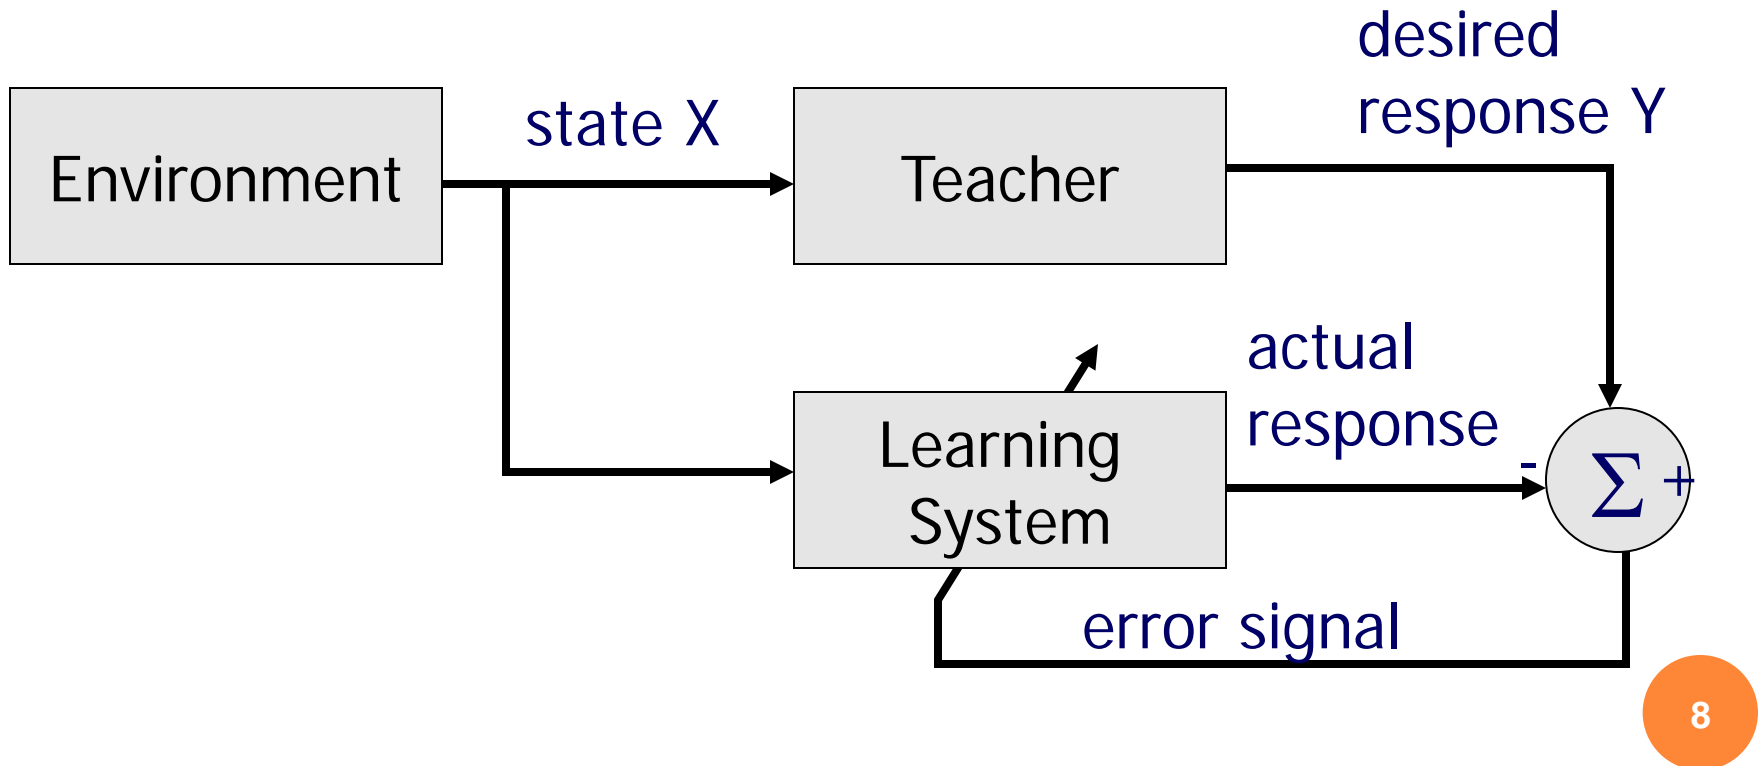 desired
response Y
state X
Environment
Teacher
actual
response
Learning
System
-
Σ +
error signal
8